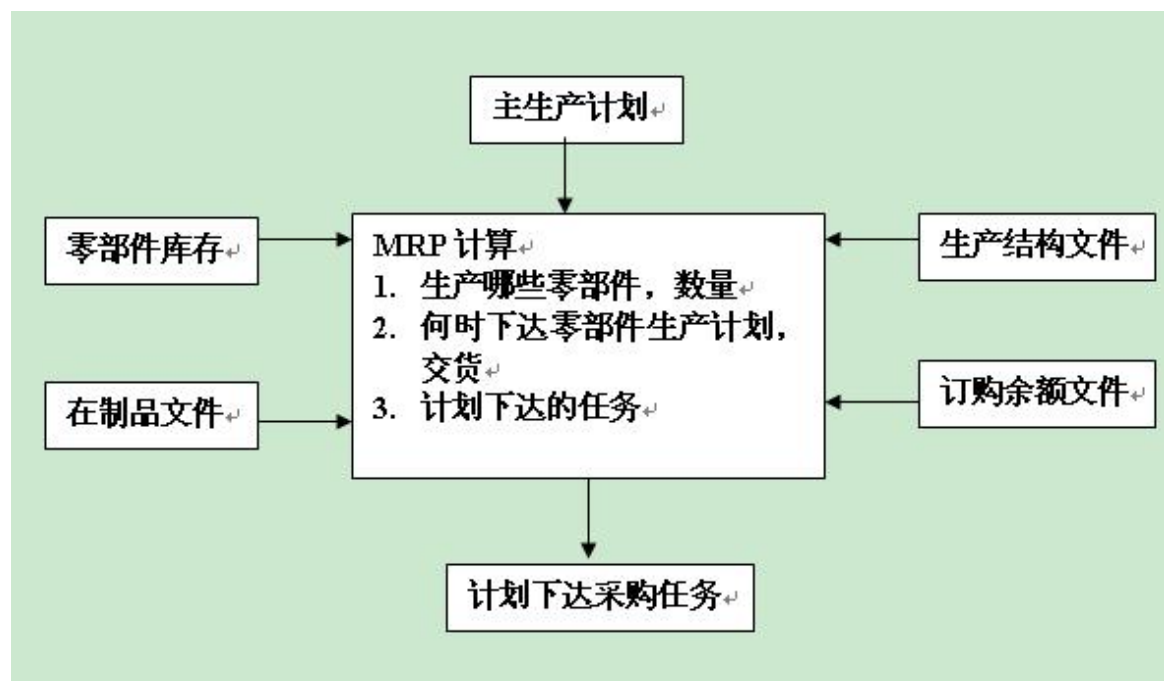 主生产计划
零部件库存
生产结构文件
MRP 计算
1. 生产哪些零部件，数量
2. 何时下达零部件生产计划，
交货
3. 计划下达的任务
在制品文件
订购余额文件
计划下达采购任务